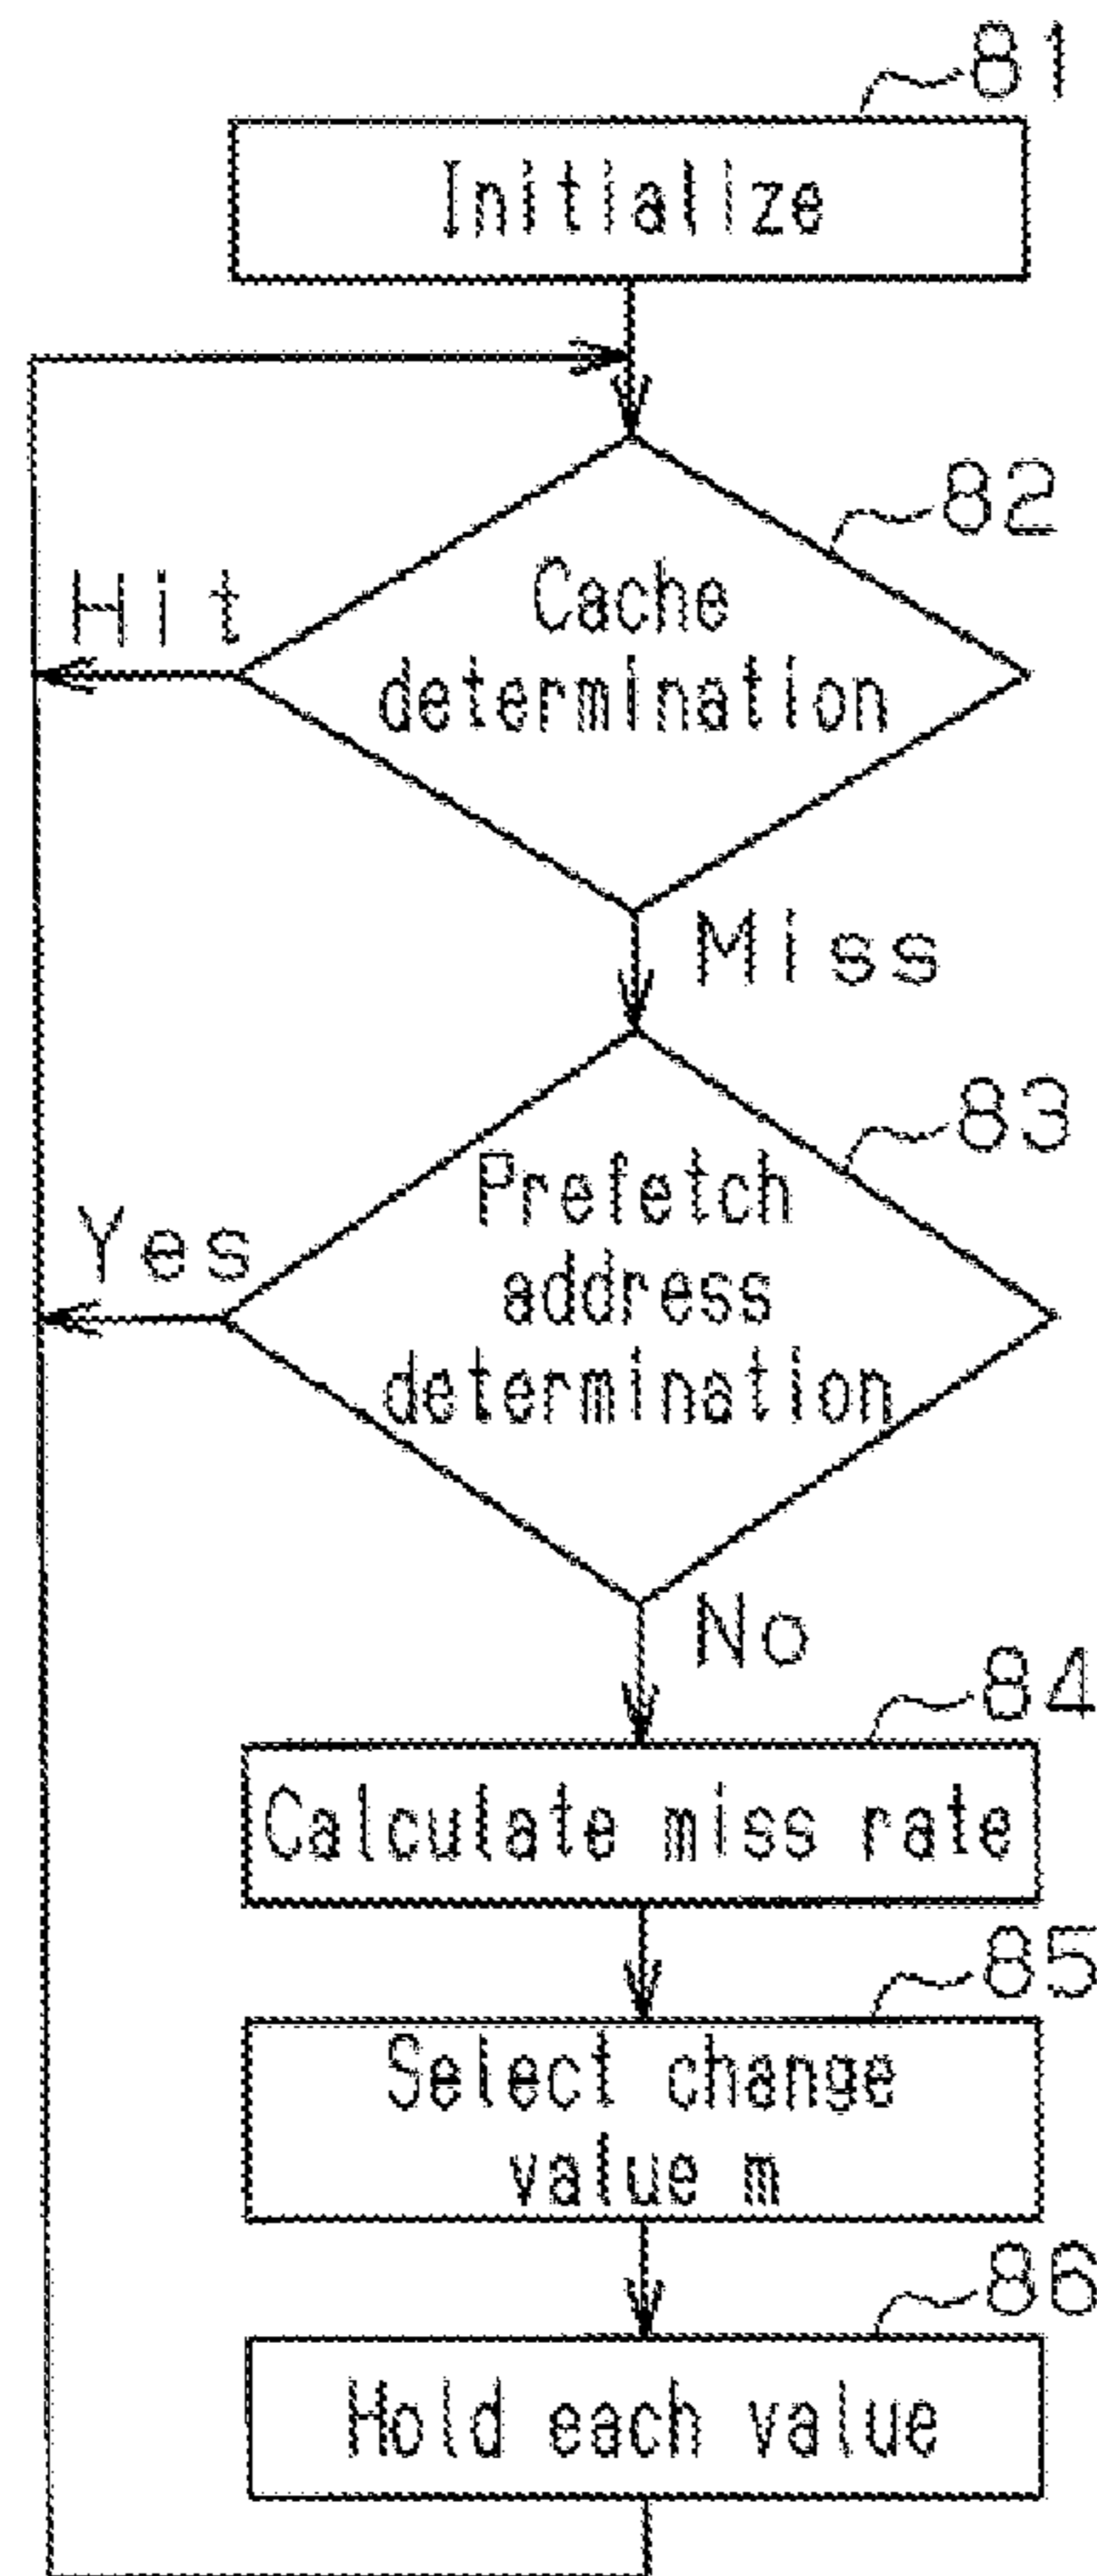 81
Initialize
82
Cache
determination
Hit
Miss
83
Prefetch
address
determination
Yes
No
84
Calculate miss rate
85
Select change
value m
86
Hold each value